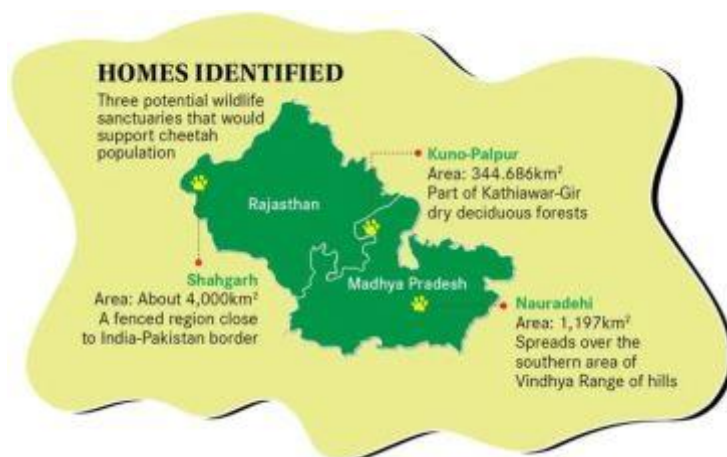 HOMES IDENTIFIED
Three potential wildlife
sanctuaries that would
support cheetah
population
Kuno-Palpur
Area: 344.686km²
Part of Kathiawar-Gir
dry deciduous forests
Rajasthan
Shahgarh
Area: About 4,000km²
A fenced region close
to India-Pakistan border
Madhya Pradesh
Nauradehi
Area: 1,197km²
Spreads over the
southern area of
Vindhya Range of hills